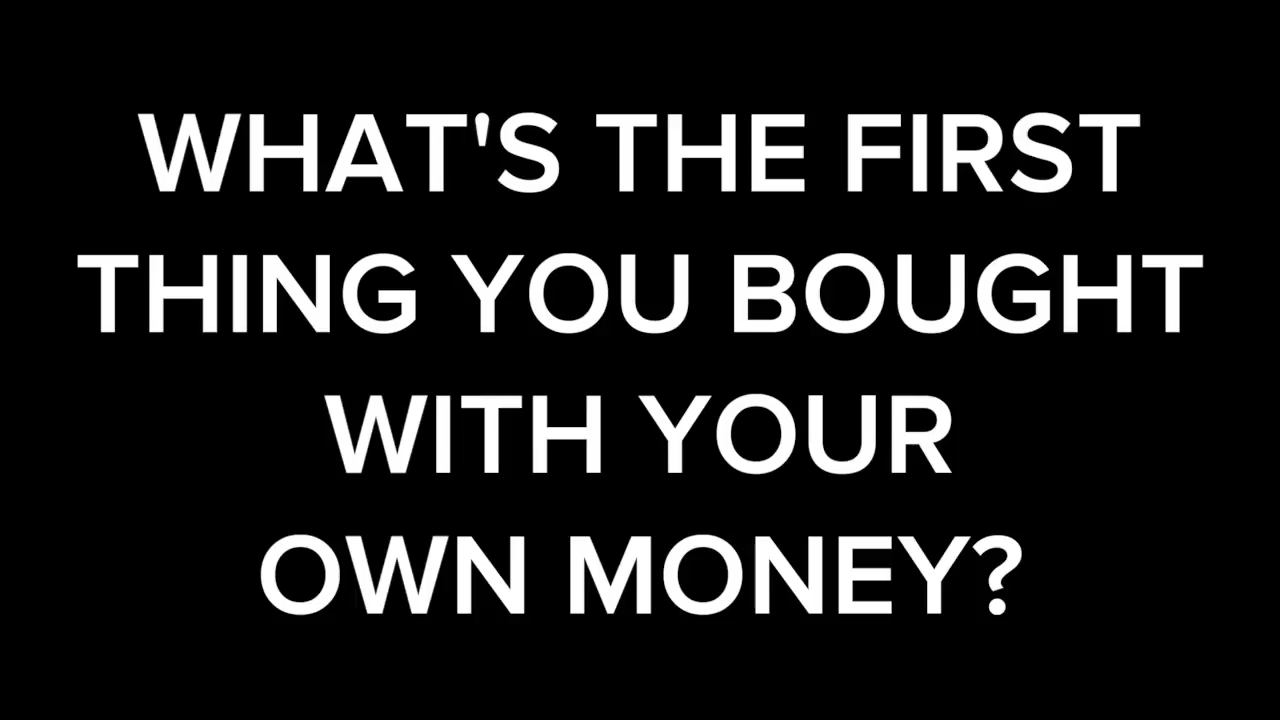 WHAT'S THE FIRST
THING YOU BOUGHT
WITH YOUR
OWN MONEY?